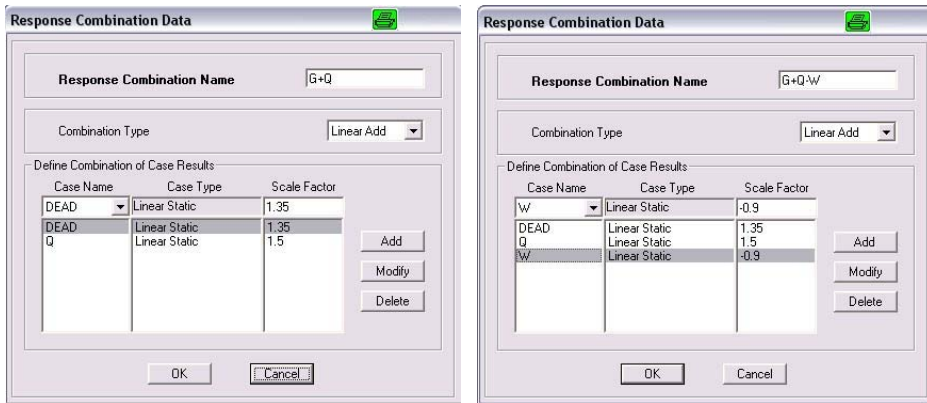 Response Combination Data
Response Combination Name G+Q
Combination Type Linear Add
Define Combination of Case Results
Case Name Case Type Scale Factor
DEAD Linear Static 1.35
DEAD Linear Static 1.35
Q Linear Static 1.5
Add
Modify
Delete
OK Cancel
Response Combination Data
Response Combination Name G+Q-W
Combination Type Linear Add
Define Combination of Case Results
Case Name Case Type Scale Factor
W Linear Static -0.9
DEAD Linear Static 1.35
Q Linear Static 1.5
W Linear Static -0.9
Add
Modify
Delete
OK Cancel